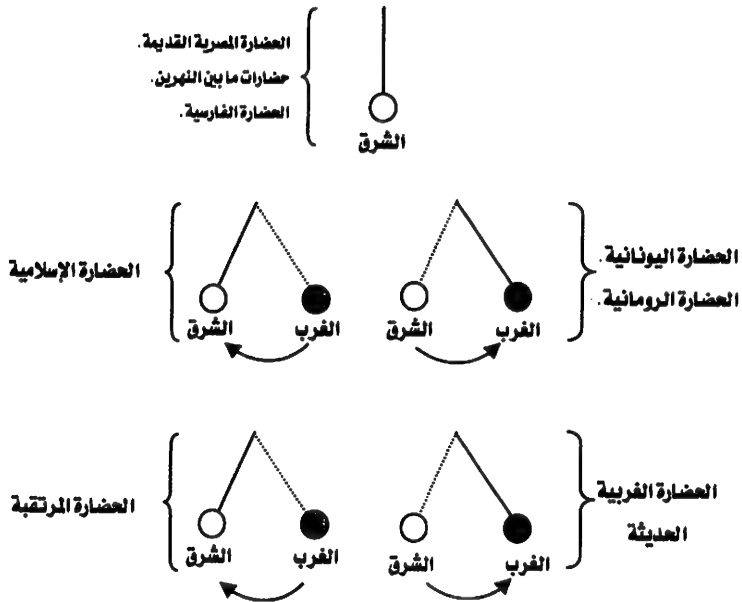 الحضارة المصرية القديمة.
حضارات ما بين النهرين.
الحضارة الفارسية.
الشرق
الحضارة اليونانية.
الحضارة الرومانية.
الغرب
الشرق
الغرب
الشرق
الحضارة الإسلامية
الحضارة الغربية
الحديثة
الغرب
الشرق
الغرب
الشرق
الحضارة المرتقبة